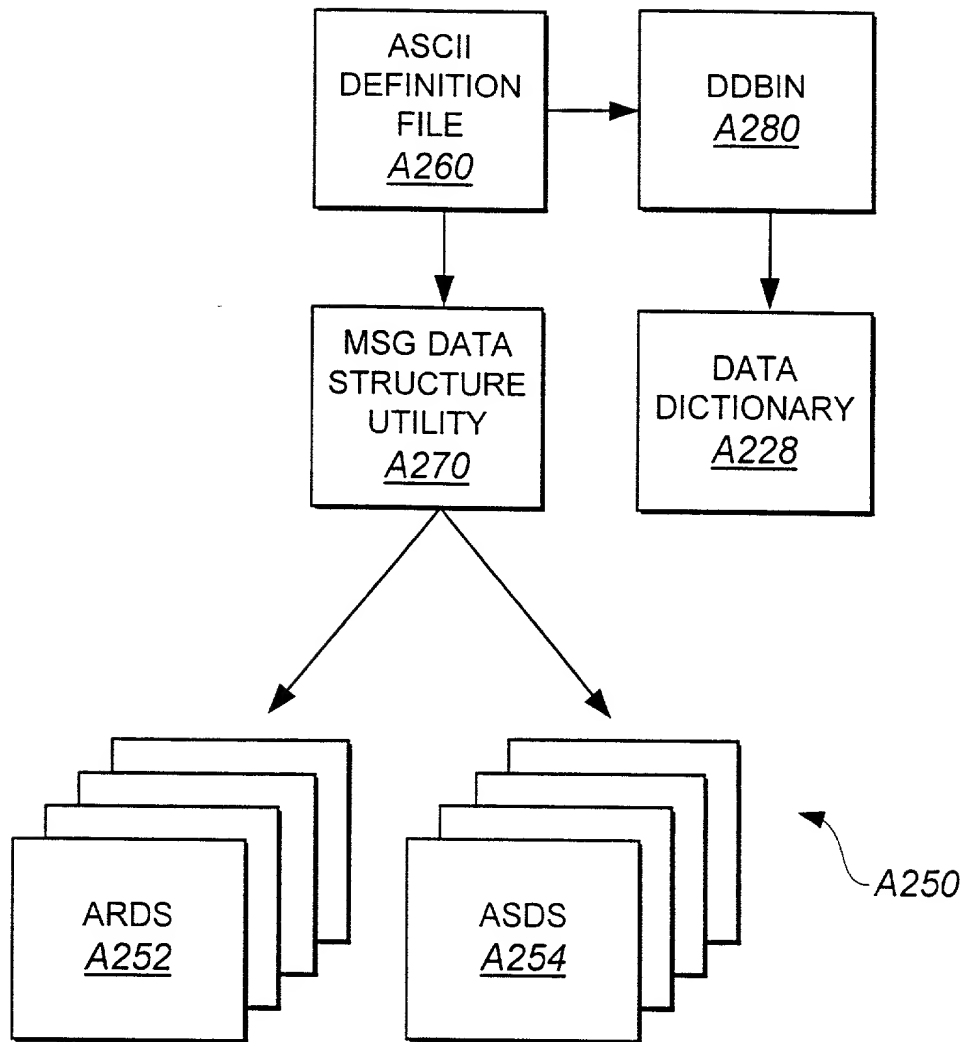 ASCII
DEFINITION
FILE
A260
DDBIN
A280
MSG DATA
STRUCTURE
UTILITY
A270
DATA
DICTIONARY
A228
ARDS
A252
ASDS
A254
A250